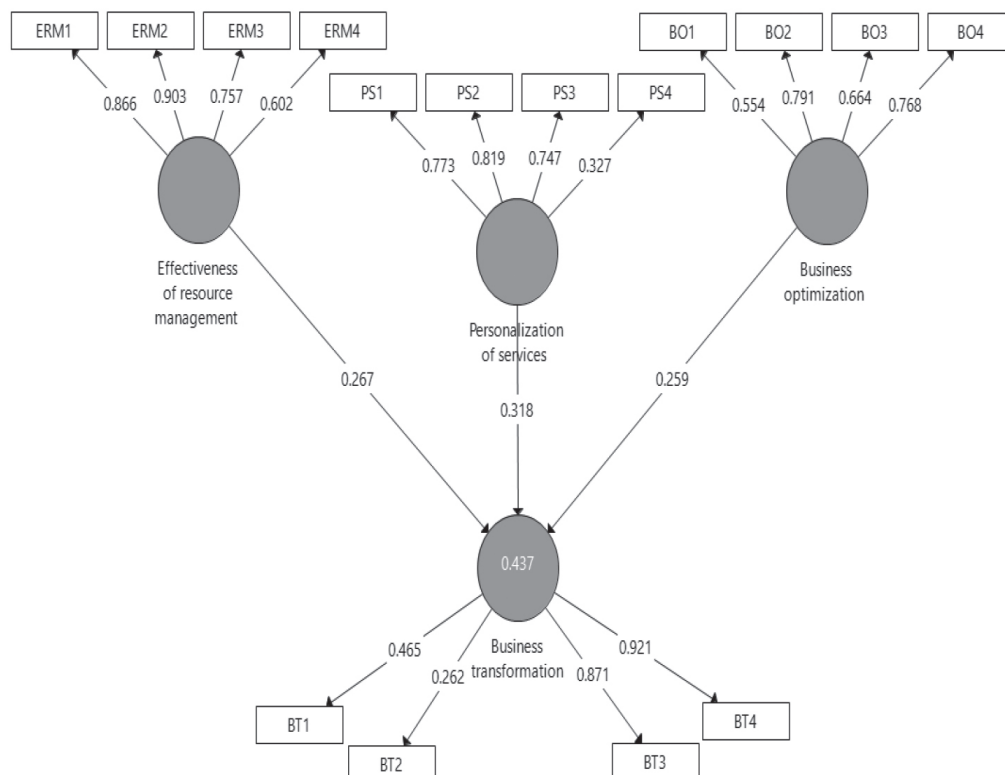 ERM1
ERM2
ERM3
ERM4
BO1
BO2
BO3
BO4
PS1
PS2
PS3
PS4
0.866
0.903
0.757
0.602
0.773
0.819
0.747
0.327
0.554
0.791
0.664
0.768
Effectiveness
of resource
management
Personalization
of services
Business
optimization
0.267
0.318
0.259
0.437
Business
transformation
0.465
0.262
0.871
0.921
BT1
BT2
BT3
BT4